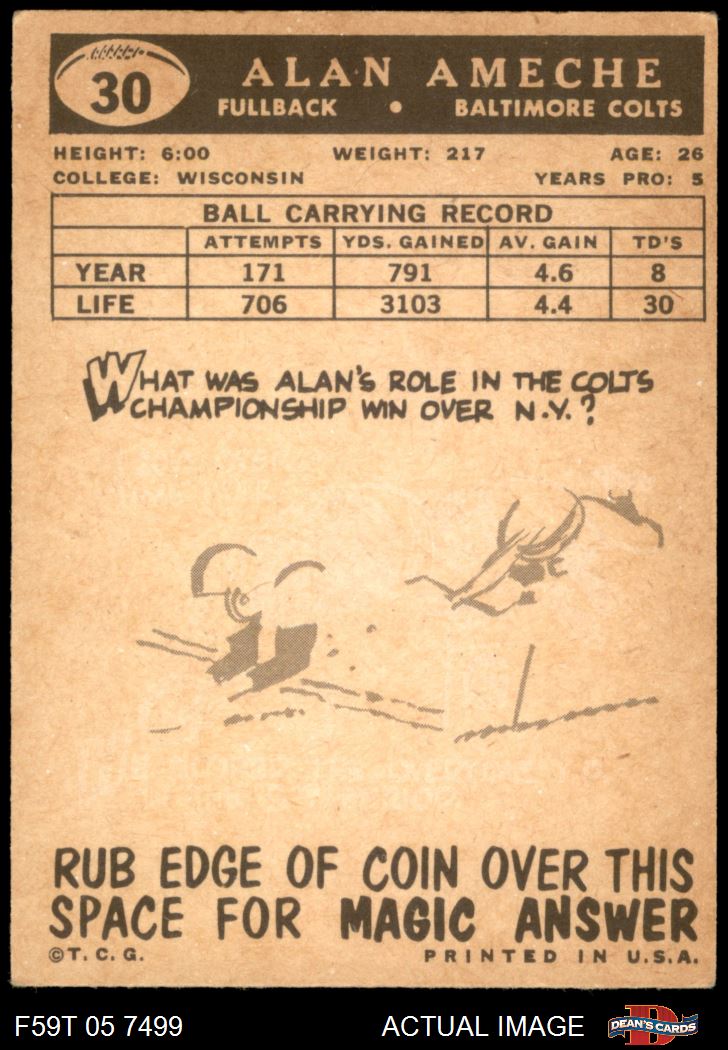 30
ALAN AMECHE
FULLBACK • BALTIMORE COLTS
HEIGHT: 6:00 WEIGHT: 217 AGE: 26
COLLEGE: WISCONSIN YEARS PRO: 5
BALL CARRYING RECORD
ATTEMPTS YDS. GAINED AV. GAIN TD'S
YEAR 171 791 4.6 8
LIFE 706 3103 4.4 30
WHAT WAS ALAN'S ROLE IN THE COLTS
CHAMPIONSHIP WIN OVER N.Y.?
RUB EDGE OF COIN OVER THIS
SPACE FOR MAGIC ANSWER
©T.C.G. PRINTED IN U.S.A.
F59T 05 7499 ACTUAL IMAGE DEAN'S CARDS